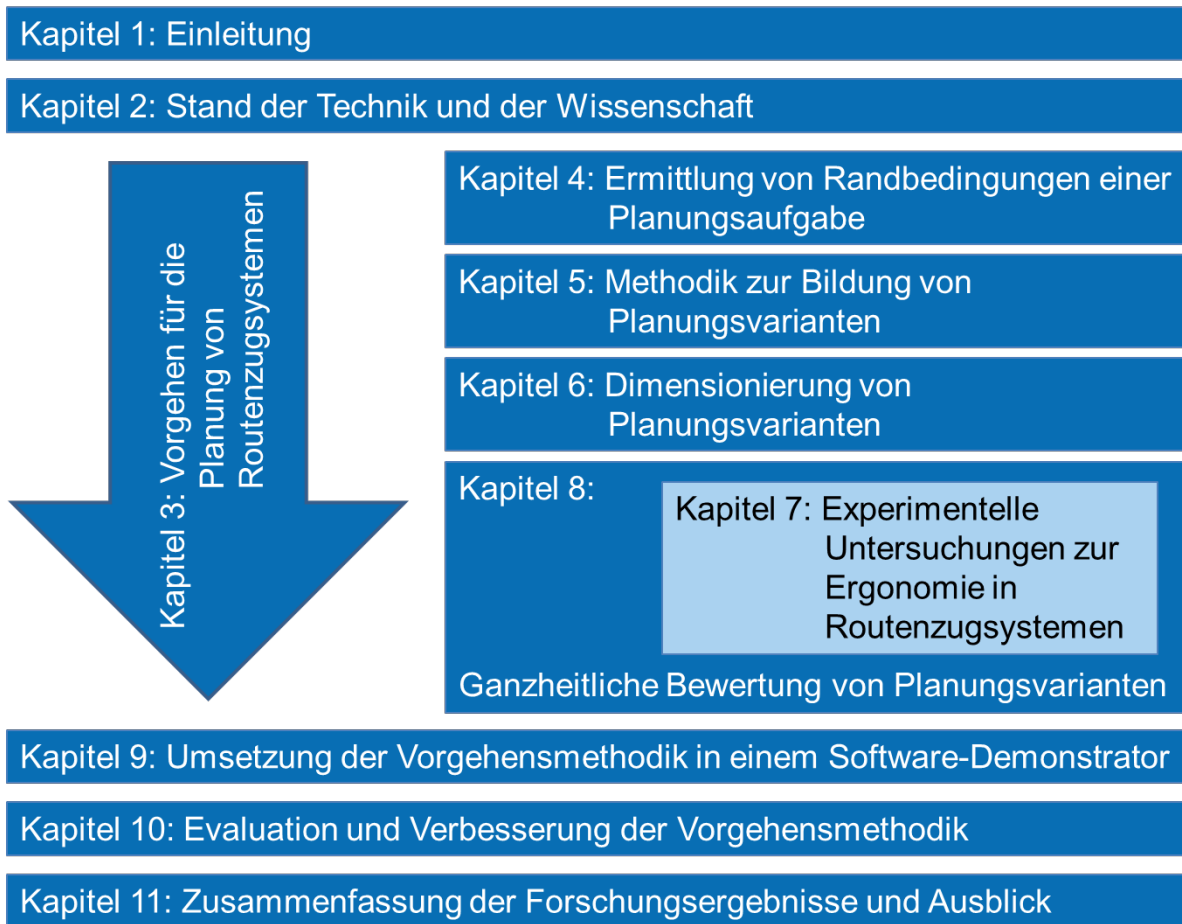 Kapitel 1: Einleitung
Kapitel 2: Stand der Technik und der Wissenschaft
Kapitel 3: Vorgehen für die
Planung von
Routenzugsystemen
Kapitel 4: Ermittlung von Randbedingungen einer
Planungsaufgabe
Kapitel 5: Methodik zur Bildung von
Planungsvarianten
Kapitel 6: Dimensionierung von
Planungsvarianten
Kapitel 8:
Kapitel 7: Experimentelle
Untersuchungen zur
Ergonomie in
Routenzugsystemen
Ganzheitliche Bewertung von Planungsvarianten
Kapitel 9: Umsetzung der Vorgehensmethodik in einem Software-Demonstrator
Kapitel 10: Evaluation und Verbesserung der Vorgehensmethodik
Kapitel 11: Zusammenfassung der Forschungsergebnisse und Ausblick